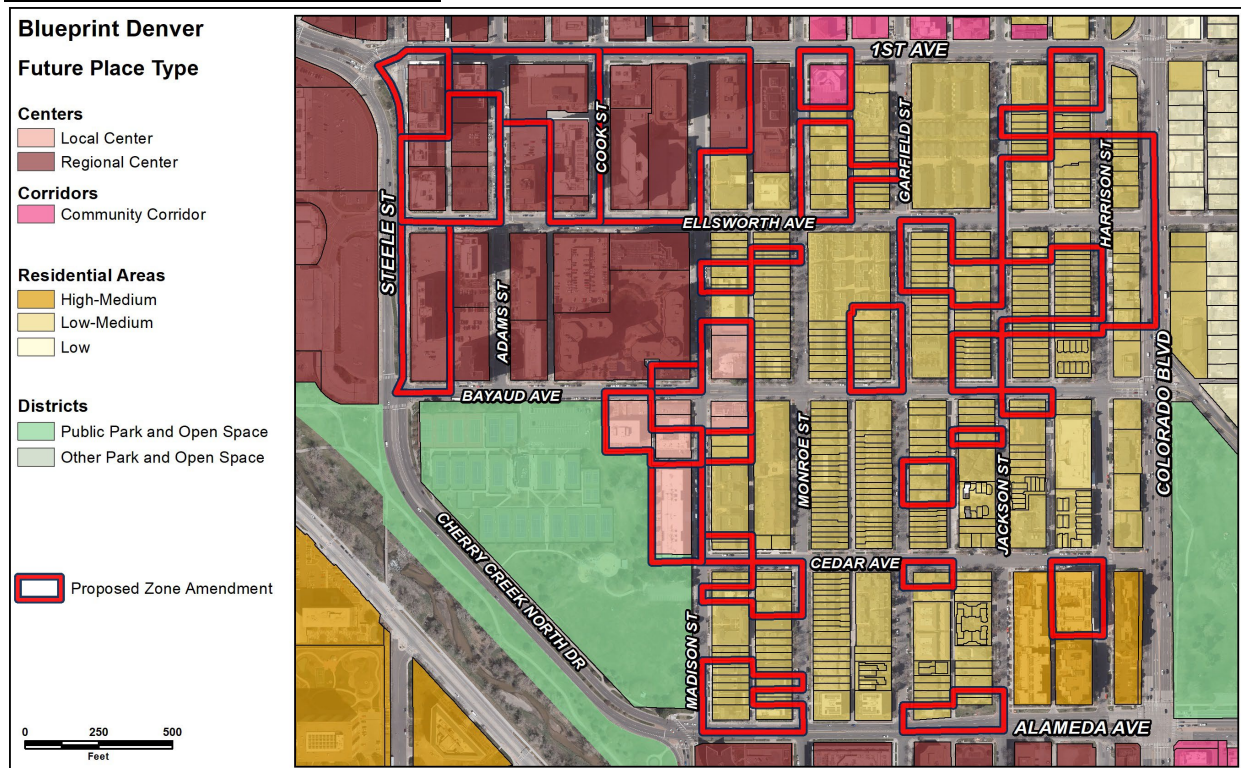 Blueprint Denver
Future Place Type
Centers
Local Center
Regional Center
Corridors
Community Corridor
Residential Areas
High-Medium
Low-Medium
Low
Districts
Public Park and Open Space
Other Park and Open Space
Proposed Zone Amendment
0 250 500
Feet
1ST AVE
COOK ST
GARFIELD ST
HARRISON ST
STEELE ST
ELLSWORTH AVE
ADAMS ST
BAYAUD AVE
MONROE ST
COLORADO BLVD
JACKSON ST
CHERRY CREEK NORTH DR
CEDAR AVE
MADISON ST
ALAMEDA AVE